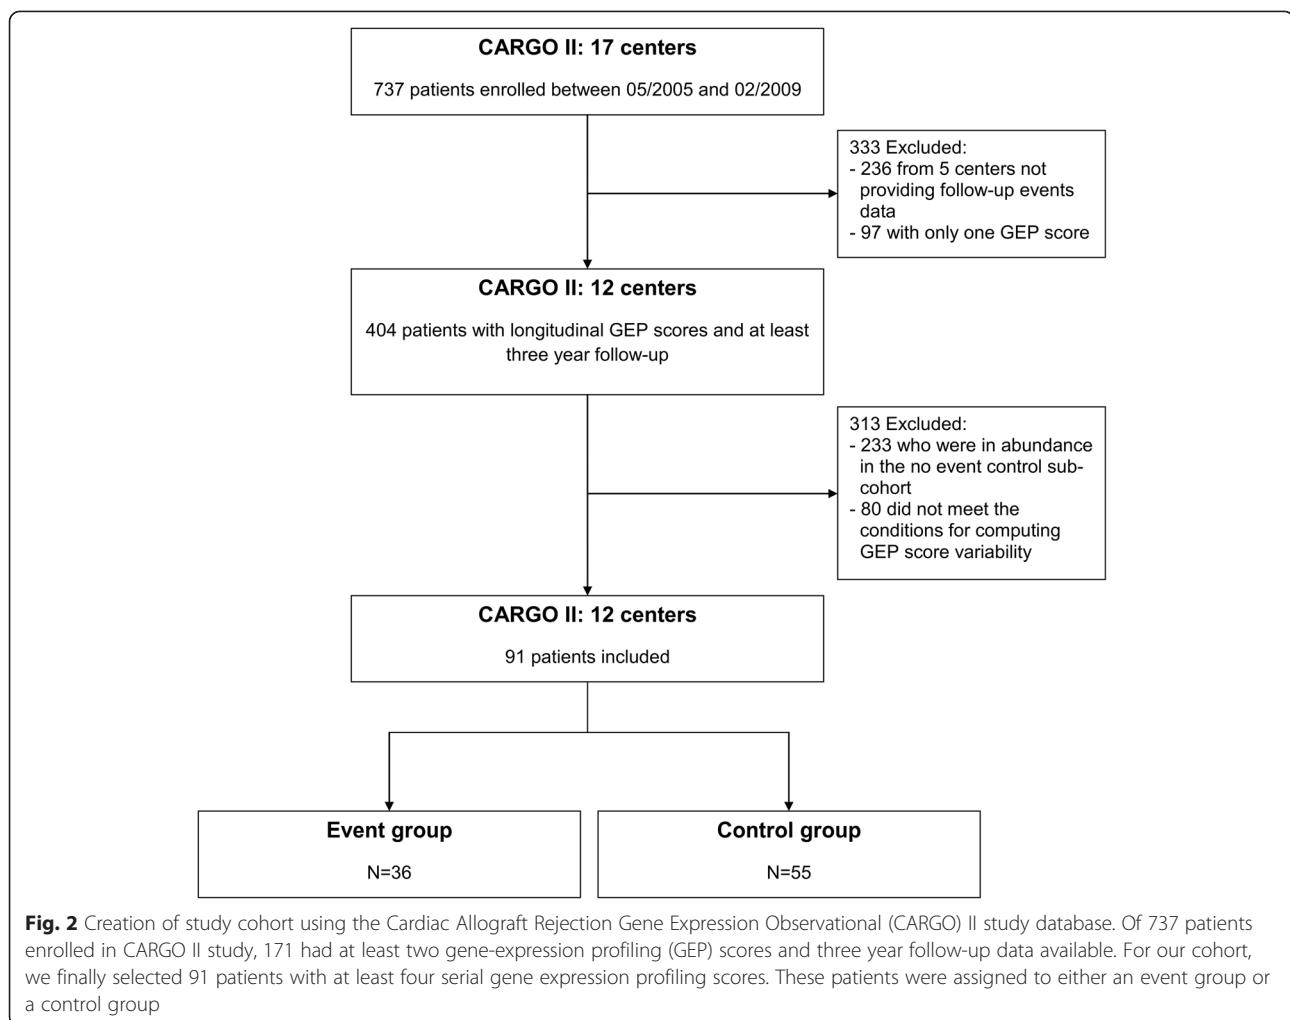 CARGO II: 17 centers
737 patients enrolled between 05/2005 and 02/2009
333 Excluded:
- 236 from 5 centers not
providing follow-up events
data
- 97 with only one GEP score
CARGO II: 12 centers
404 patients with longitudinal GEP scores and at least
three year follow-up
313 Excluded:
- 233 who were in abundance
in the no event control sub-
cohort
- 80 did not meet the
conditions for computing
GEP score variability
CARGO II: 12 centers
91 patients included
Event group
N=36
Control group
N=55
Fig. 2 Creation of study cohort using the Cardiac Allograft Rejection Gene Expression Observational (CARGO) II study database. Of 737 patients
enrolled in CARGO II study, 171 had at least two gene-expression profiling (GEP) scores and three year follow-up data available. For our cohort,
we finally selected 91 patients with at least four serial gene expression profiling scores. These patients were assigned to either an event group or
a control group